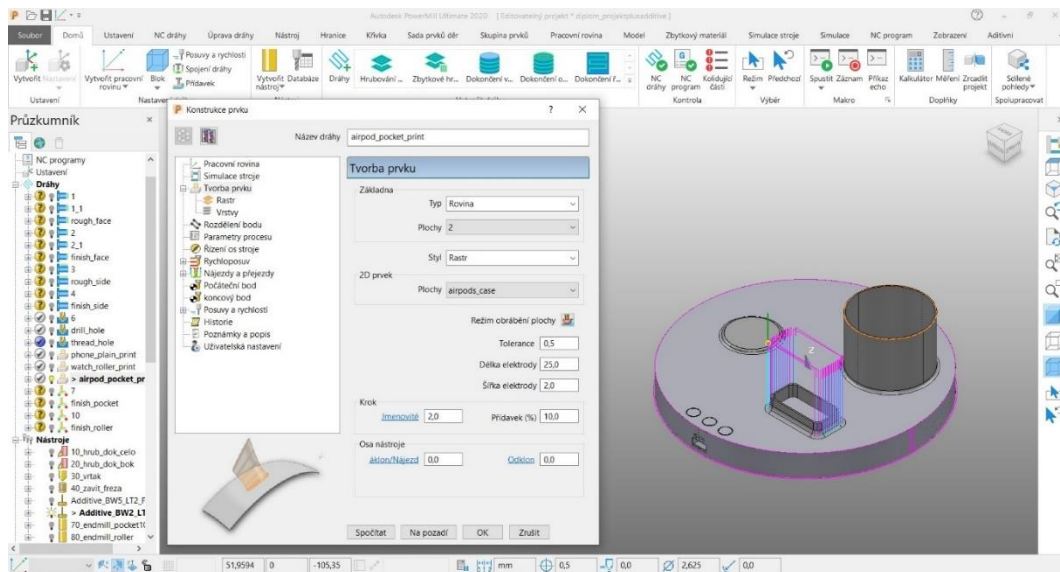 Autodesk PowerMill Ultimate 2020 [ Editovatelný projekt * diplom_projektplusadditive ]
Soubor Domů Ustavení NC dráhy Úprava dráhy Nástroj Hranice Křivka Sada prvků děr Skupina prvků Pracovní rovina Model Zbytkový materiál Simulace stroje Simulace NC program Zobrazení Aditivní
Posuvy a rychlosti
Spojení dráhy
Přídavek
Vytvořit Nastavení Vytvořit pracovní rovinu Blok Vytvořit nástroj Databáze Dráhy Hrubování ... Zbytkové hr... Dokončení v... Dokončení o... Dokončení ř... NC dráhy NC program Kolidující části Režim Předchozí Spustit Záznam Příkaz echo Kalkulátor Měření Zrcadlit projekt Sdílené pohledy
Ustavení Kontrola Výběr Makro Doplňky Spolupracovat
Průzkumník
NC programy
Ustavení
Dráhy
1
1_1
rough_face
2
2_1
finish_face
3
rough_side
4
finish_side
6
drill_hole
thread_hole
phone_plain_print
watch_roller_print
> airpod_pocket_pr
7
finish_pocket
10
finish_roller
Nástroje
10_hrub_dok_celo
20_hrub_dok_bok
30_vrtak
40_zavit_freza
Additive_BW5_LT2_F
> Additive_BW2_LT
70_endmill_pocket10
80_endmill_roller
Konstrukce prvku ? ×
Název dráhy airpod_pocket_print
Pracovní rovina
Simulace stroje
Tvorba prvku
Rastr
Vrstvy
Rozdělení bodu
Parametry procesu
Řízení os stroje
Rychloposuv
Nájezdy a přejezdy
Počáteční bod
koncový bod
Posuvy a rychlosti
Historie
Poznámky a popis
Uživatelská nastavení
Tvorba prvku
Základna
Typ Rovina
Plochy 2
Styl Rastr
2D prvek
Plochy airpods_case
Režim obrábění plochy
Tolerance 0,5
Délka elektrody 25,0
Šířka elektrody 2,0
Krok
Jmenovité 2,0 Přídavek (%) 10,0
Osa nástroje
áklon/Nájezd 0,0 Odklon 0,0
Spočítat Na pozadí OK Zrušit
Z
51,9594 0 -105,35 mm 0,5 0,0 2,625 0,0